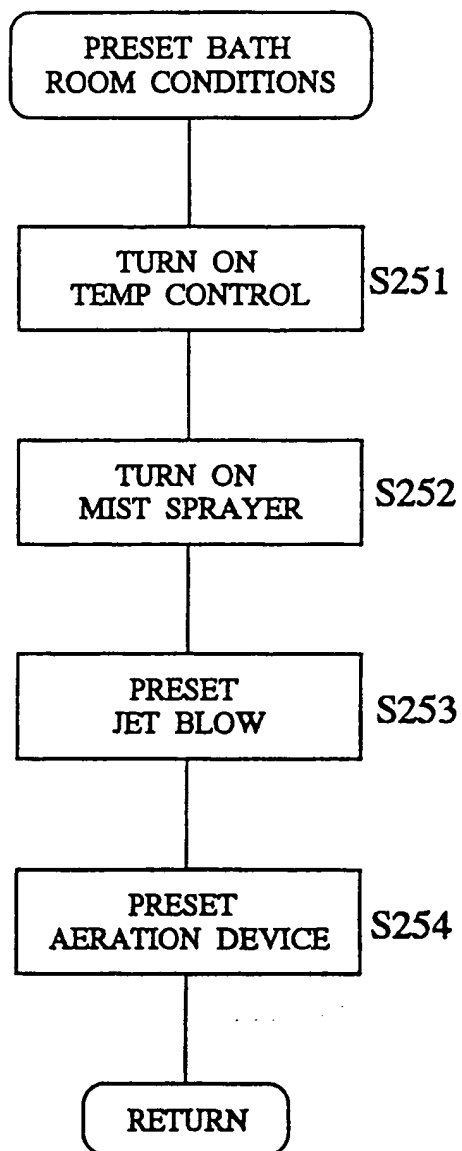 PRESET BATH
ROOM CONDITIONS
TURN ON
TEMP CONTROL
S251
TURN ON
MIST SPRAYER
S252
PRESET
JET BLOW
S253
PRESET
AERATION DEVICE
S254
RETURN